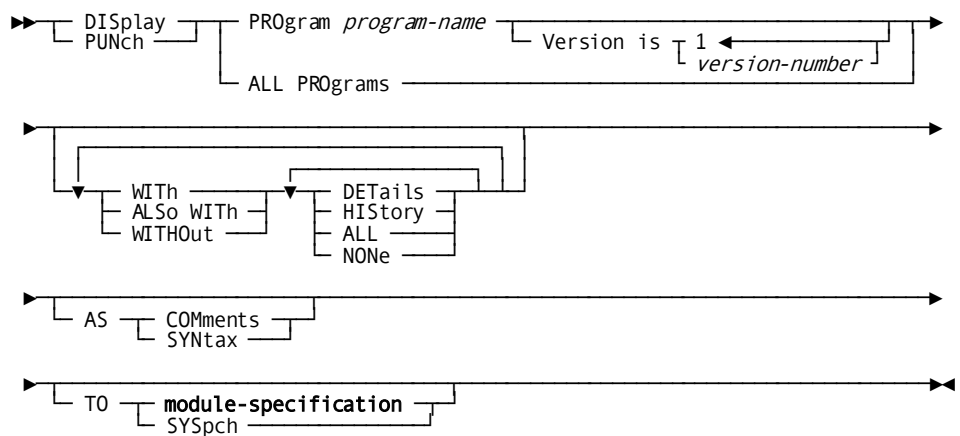 DISplay PROgram program-name
PUNch Version is 1
version-number
ALL PROgrams
WITh DETails
ALSo WITh HIStory
WITHOut ALL
NONe
AS COMments
SYNtax
TO module-specification
SYSpch